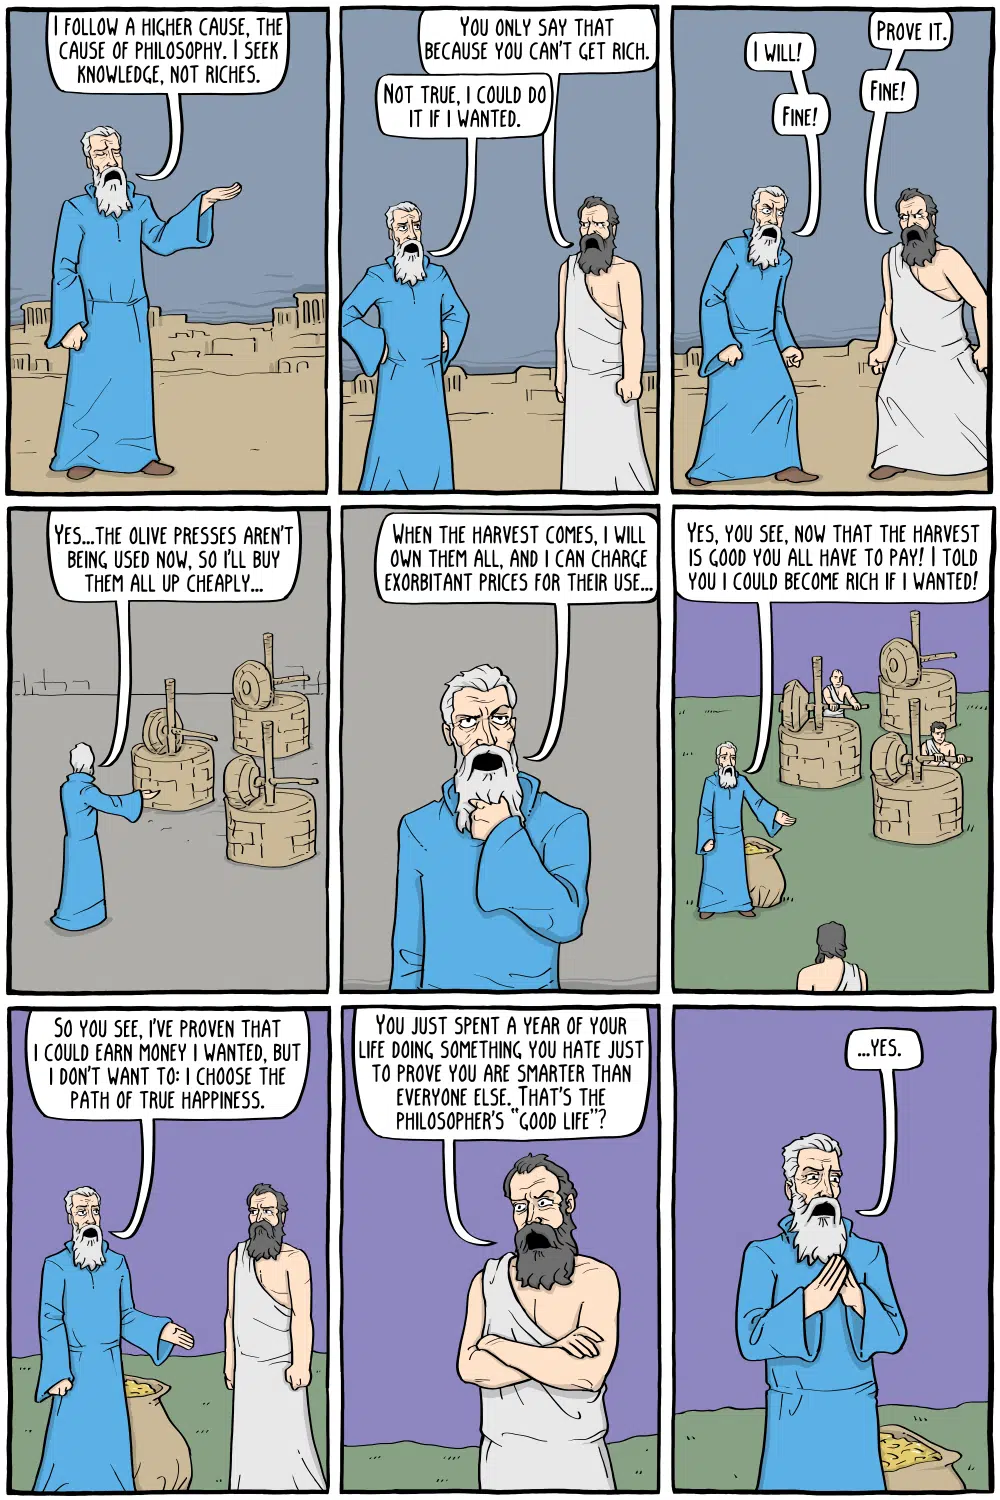 I FOLLOW A HIGHER CAUSE, THE
CAUSE OF PHILOSOPHY. I SEEK
KNOWLEDGE, NOT RICHES.
YOU ONLY SAY THAT
BECAUSE YOU CAN'T GET RICH.
NOT TRUE, I COULD DO
IT IF I WANTED.
PROVE IT.
I WILL!
FINE!
FINE!
YES...THE OLIVE PRESSES AREN'T
BEING USED NOW, SO I'LL BUY
THEM ALL UP CHEAPLY...
WHEN THE HARVEST COMES, I WILL
OWN THEM ALL, AND I CAN CHARGE
EXORBITANT PRICES FOR THEIR USE...
YES, YOU SEE, NOW THAT THE HARVEST
IS GOOD YOU ALL HAVE TO PAY! I TOLD
YOU I COULD BECOME RICH IF I WANTED!
SO YOU SEE, I'VE PROVEN THAT
I COULD EARN MONEY I WANTED, BUT
I DON'T WANT TO: I CHOOSE THE
PATH OF TRUE HAPPINESS.
YOU JUST SPENT A YEAR OF YOUR
LIFE DOING SOMETHING YOU HATE JUST
TO PROVE YOU ARE SMARTER THAN
EVERYONE ELSE. THAT'S THE
PHILOSOPHER'S "GOOD LIFE"?
...YES.